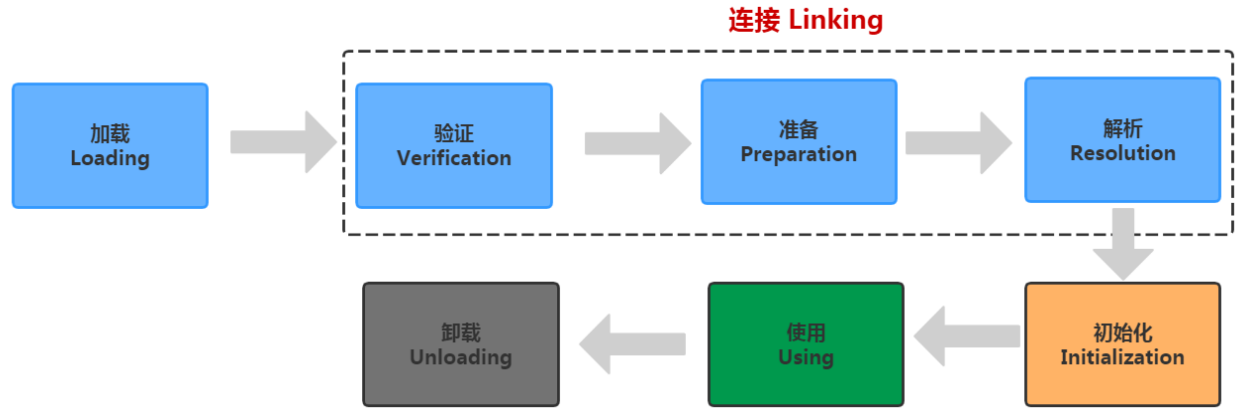 连接 Linking
加载
Loading
验证
Verification
准备
Preparation
解析
Resolution
初始化
Initialization
使用
Using
卸载
Unloading